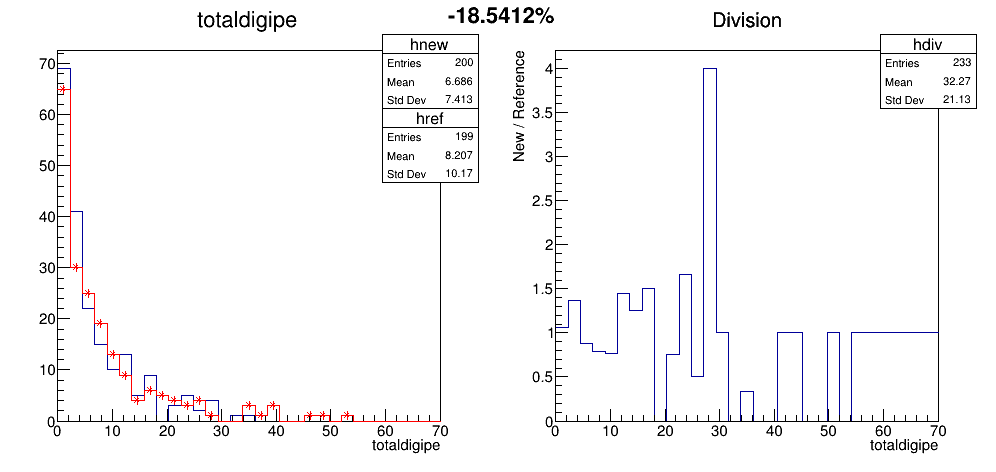 -18.5412%
totaldigipe
hnew
Entries 200
Mean 6.686
Std Dev 7.413
href
Entries 199
Mean 8.207
Std Dev 10.17
70
60
50
40
30
20
10
0
0 10 20 30 40 50 60 70
totaldigipe
Division
hdiv
Entries 233
Mean 32.27
Std Dev 21.13
New / Reference
4
3.5
3
2.5
2
1.5
1
0.5
0
0 10 20 30 40 50 60 70
totaldigipe